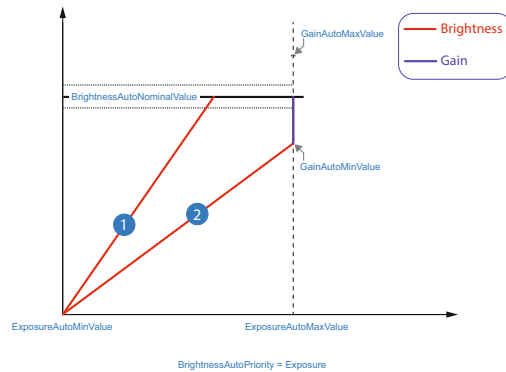 GainAutoMaxValue
Brightness
Gain
BrightnessAutoNominalValue
GainAutoMinValue
1
2
ExposureAutoMinValue
ExposureAutoMaxValue
BrightnessAutoPriority = Exposure